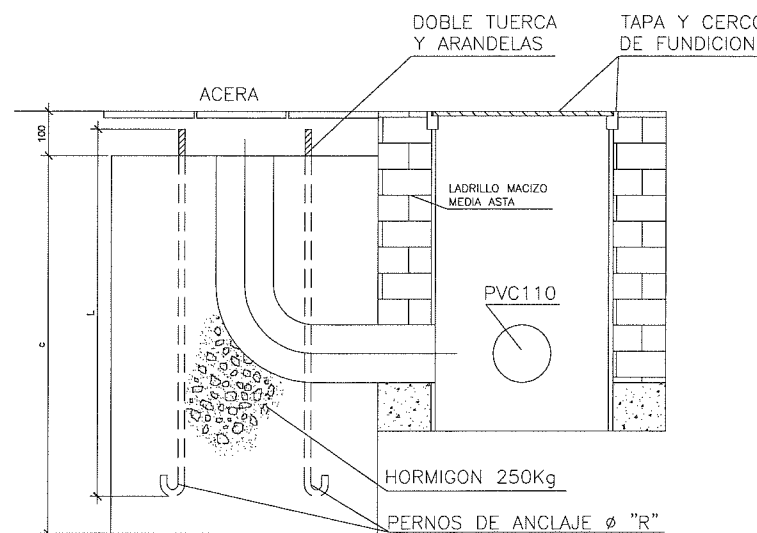 DOBLE TUERCA
Y ARANDELAS
TAPA Y CERCO
DE FUNDICION
ACERA
100
LADRILLO MACIZO
MEDIA ASTA
L
PVC110
c
HORMIGON 250Kg
PERNOS DE ANCLAJE ø "R"